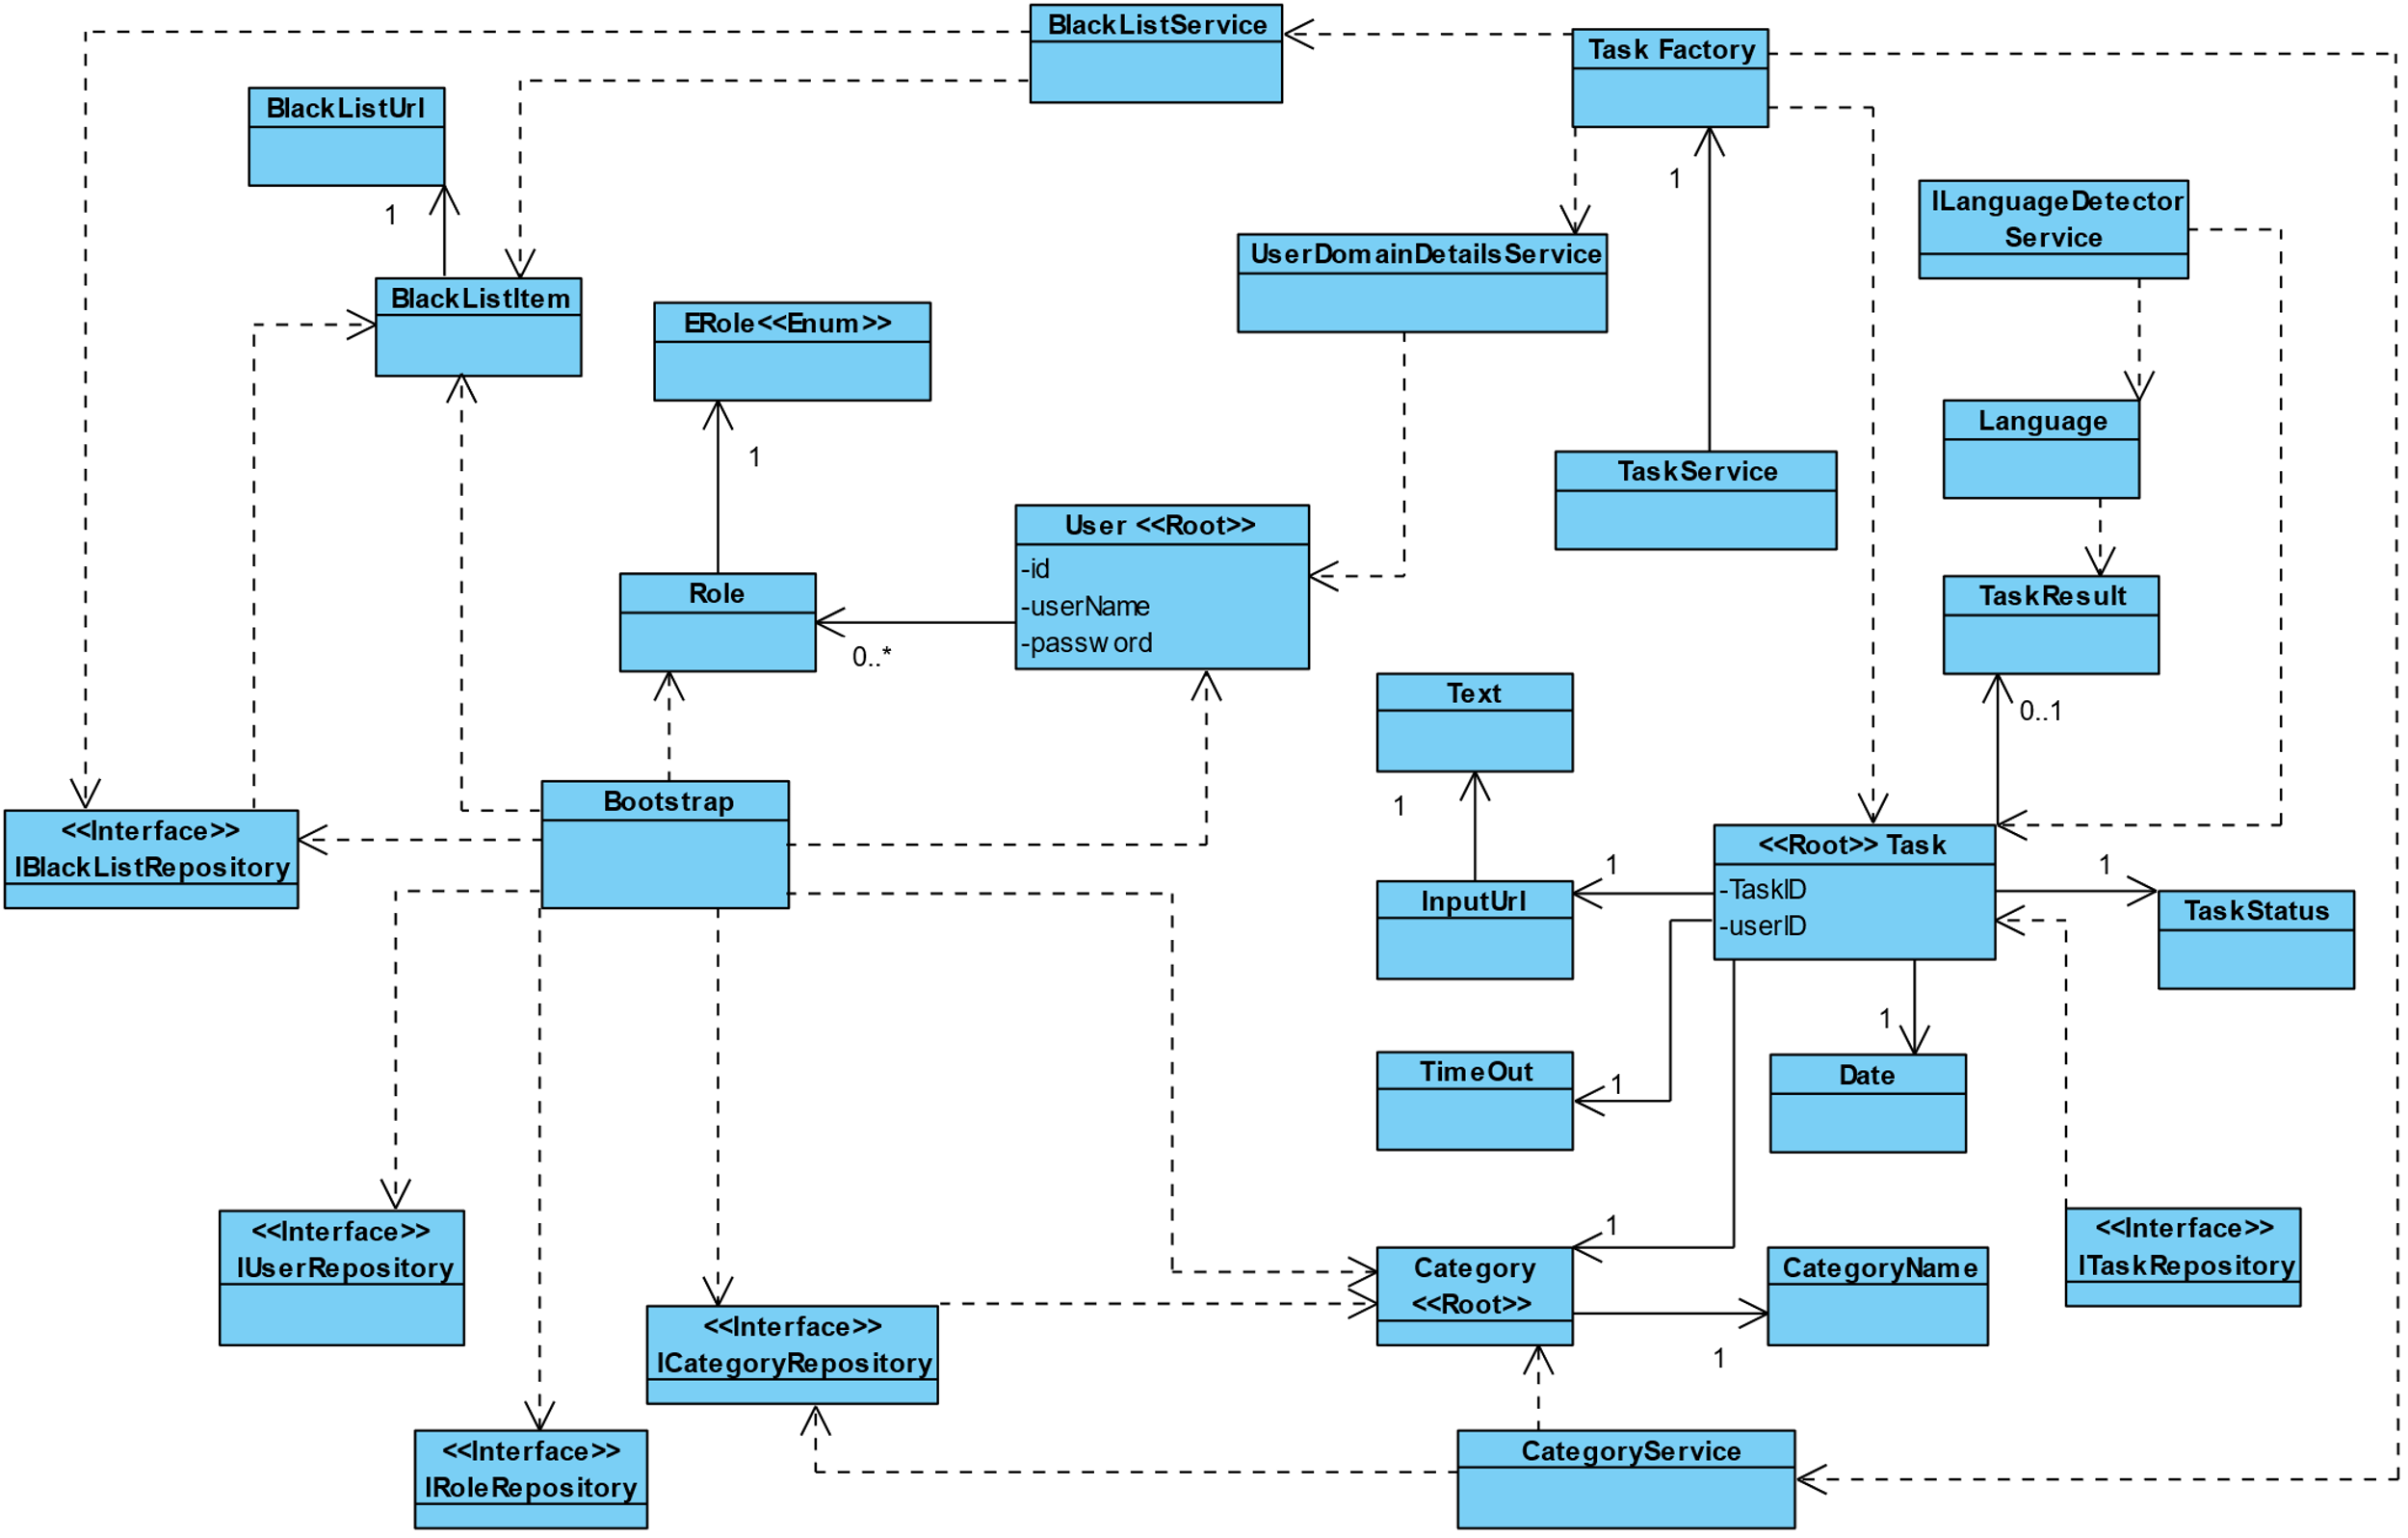 BlackListService
Task Factory
BlackListUrl
1
1
ILanguageDetector
Service
UserDomainDetailsService
BlackListItem
ERole<<Enum>>
Language
1
TaskService
User <<Root>>
-id
-userName
-password
Role
0..*
TaskResult
0..1
Text
1
Bootstrap
<<Interface>>
IBlackListRepository
<<Root>> Task
-TaskID
-userID
1
1
InputUrl
TaskStatus
1
TimeOut
1
Date
<<Interface>>
IUserRepository
1
Category
<<Root>>
CategoryName
1
<<Interface>>
ITaskRepository
<<Interface>>
ICategoryRepository
<<Interface>>
IRoleRepository
CategoryService